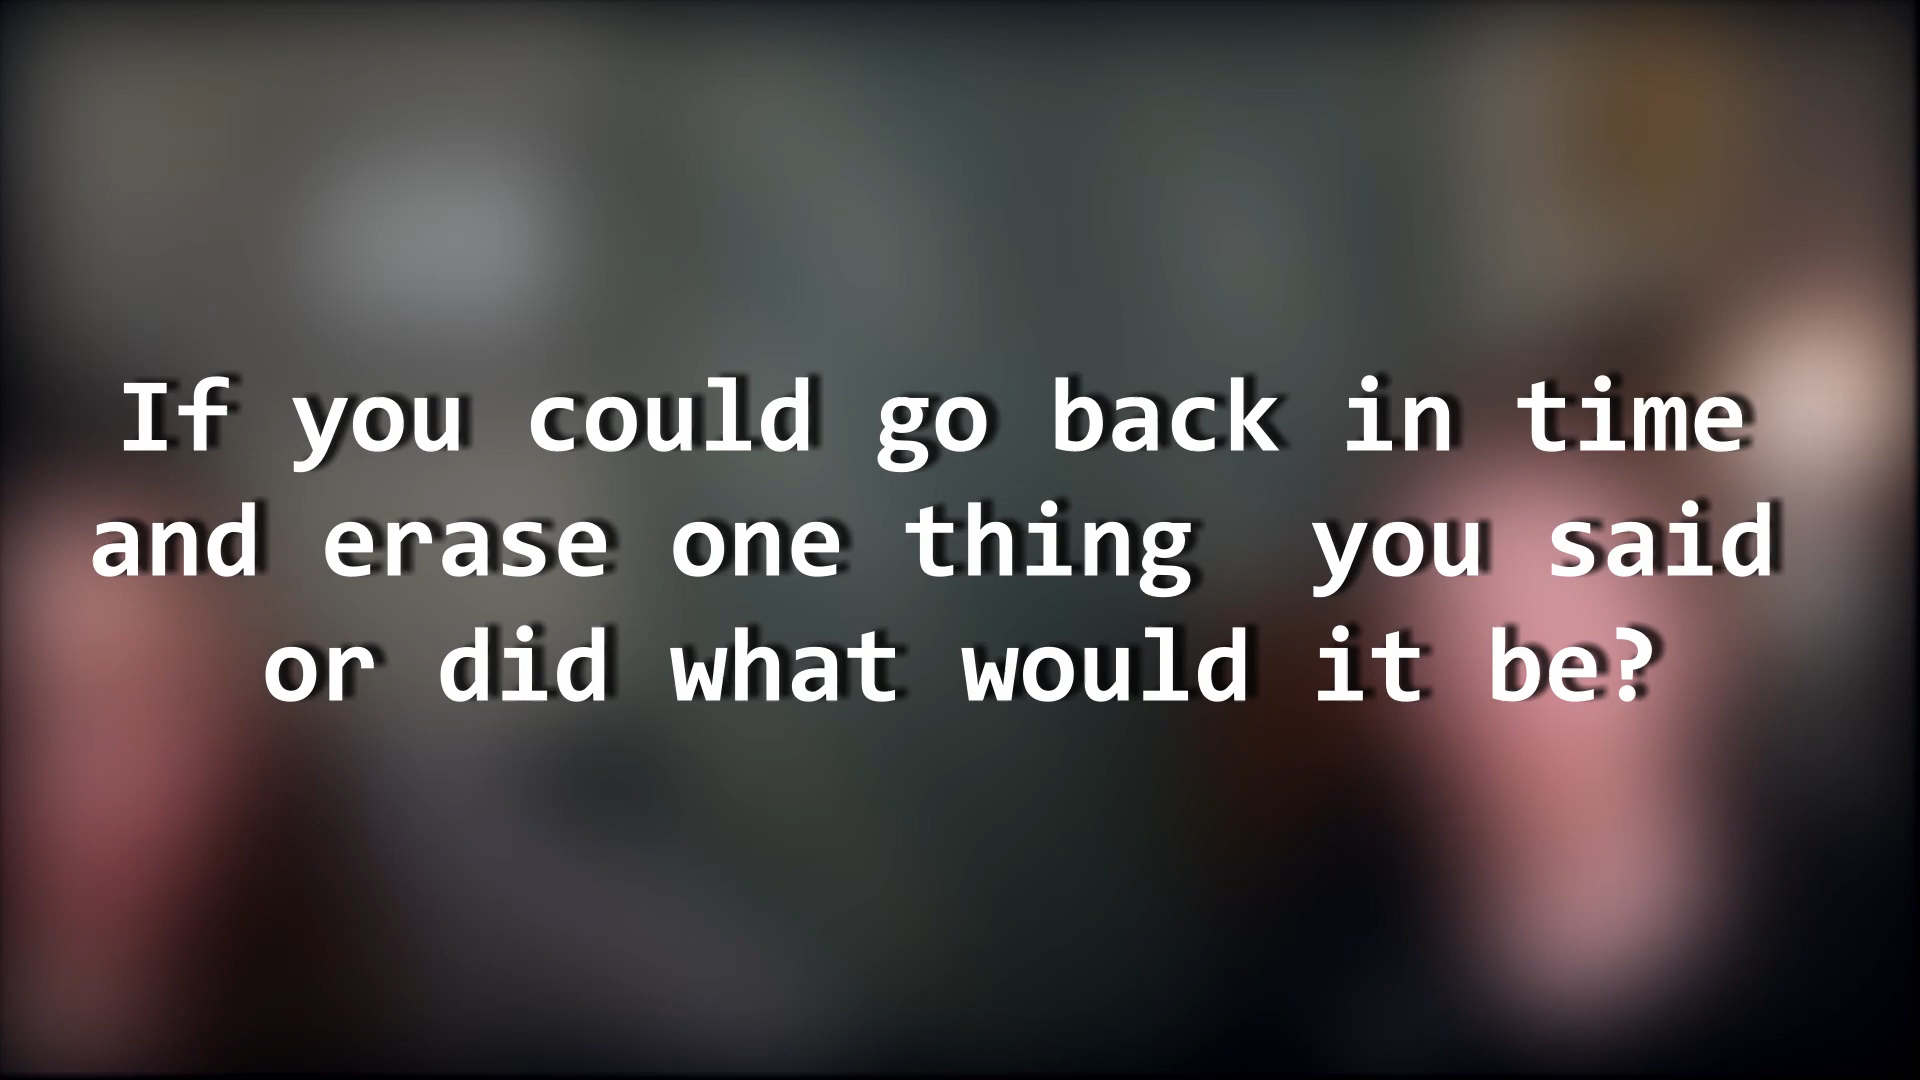 If you could go back in time
and erase one thing  you said
or did what would it be?